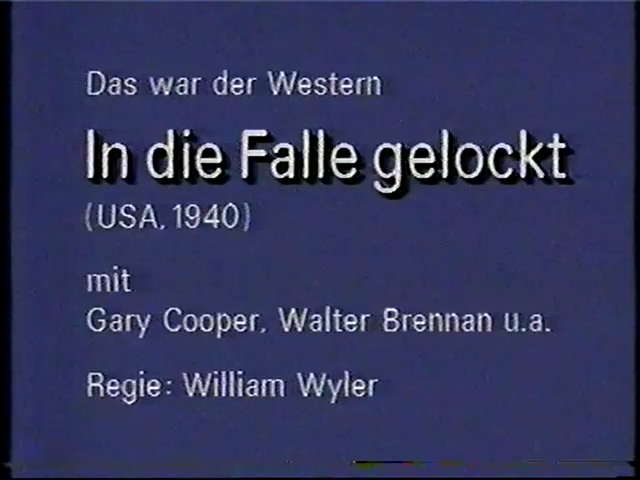 Das war der Western
In die Falle gelockt
(USA, 1940)
mit
Gary Cooper, Walter Brennan u.a.
Regie: William Wyler